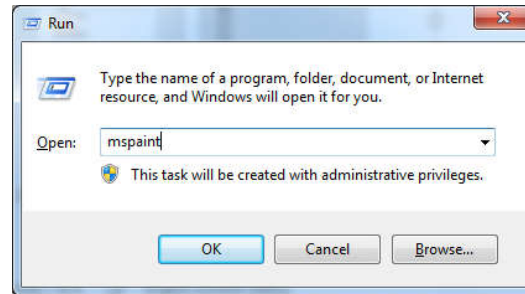 Run
Type the name of a program, folder, document, or Internet
resource, and Windows will open it for you.
Open: mspaint
This task will be created with administrative privileges.
OK Cancel Browse...